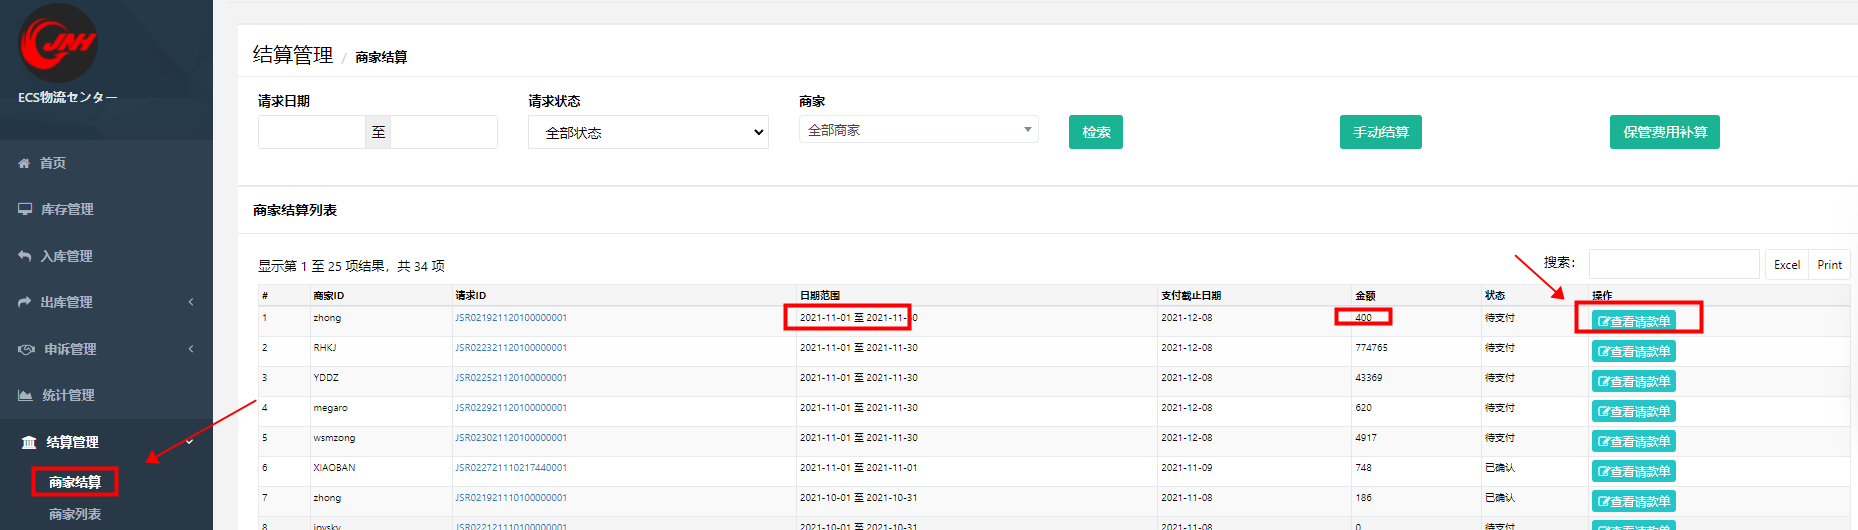 JNH
ECS物流センター
首页
库存管理
入库管理
出库管理
申诉管理
统计管理
结算管理
商家结算
商家列表
结算管理 / 商家结算
请求日期 请求状态 商家
至 全部状态 全部商家 检索 手动结算 保管费用补算
商家结算列表
显示第 1 至 25 项结果，共 34 项 搜索： Excel Print
# 商家ID 请求ID 日期范围 支付截止日期 金额 状态 操作
1 zhong JSR021921120100000001 2021-11-01 至 2021-11-30 2021-12-08 400 待支付 查看请款单
2 RHKJ JSR022321120100000001 2021-11-01 至 2021-11-30 2021-12-08 774765 待支付 查看请款单
3 YDDZ JSR022521120100000001 2021-11-01 至 2021-11-30 2021-12-08 43369 待支付 查看请款单
4 megaro JSR022921120100000001 2021-11-01 至 2021-11-30 2021-12-08 620 待支付 查看请款单
5 wsmzong JSR023021120100000001 2021-11-01 至 2021-11-30 2021-12-08 4917 待支付 查看请款单
6 XIAOBAN JSR022721110217440001 2021-11-01 至 2021-11-01 2021-11-09 748 已确认 查看请款单
7 zhong JSR021921110100000001 2021-10-01 至 2021-10-31 2021-11-08 186 已确认 查看请款单
8 joysky JSR022121110100000001 2021-10-01 至 2021-10-31 2021-11-08 0 待支付